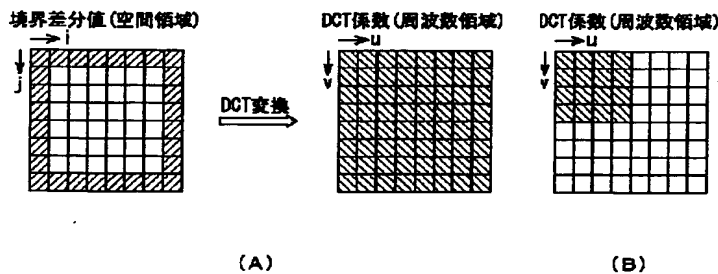 境界差分値(空間領域)
i
j
DCT変換
DCT係数(周波数領域)
u
v
DCT係数(周波数領域)
u
v
(A)
(B)